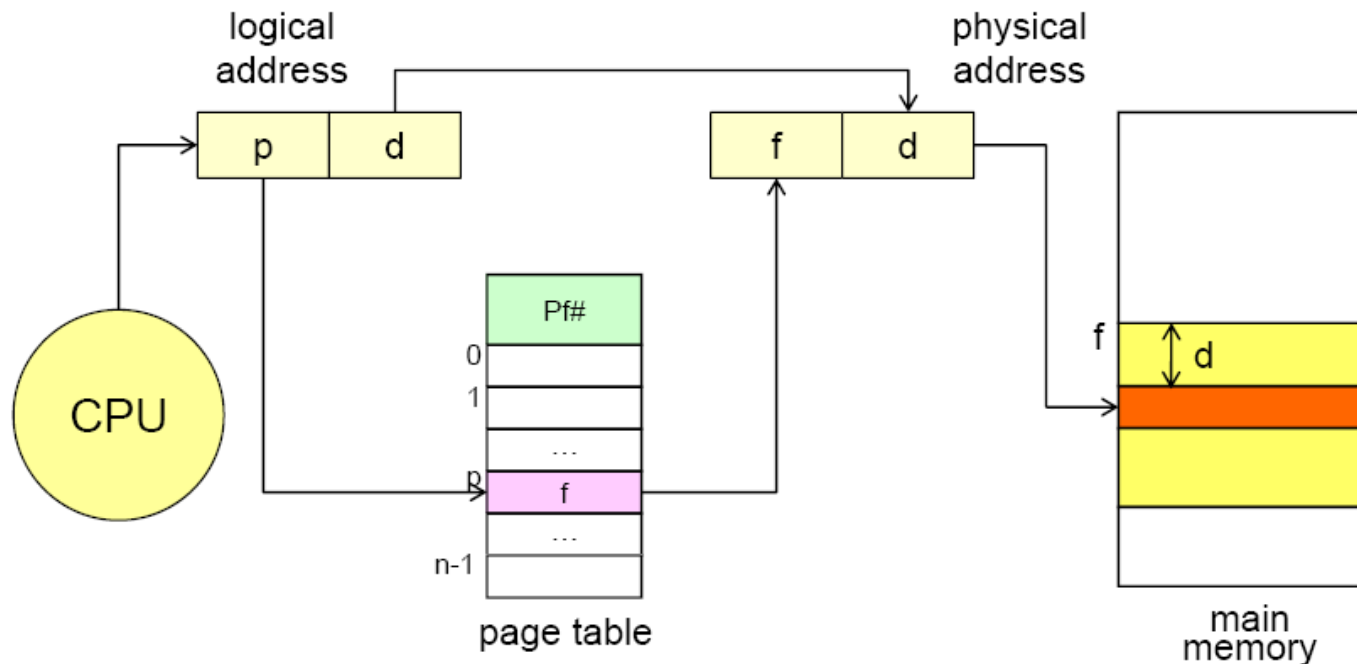 logical
address
physical
address
p
d
f
d
CPU
Pf#
0
1
...
p
f
...
n-1
page table
f
d
main
memory